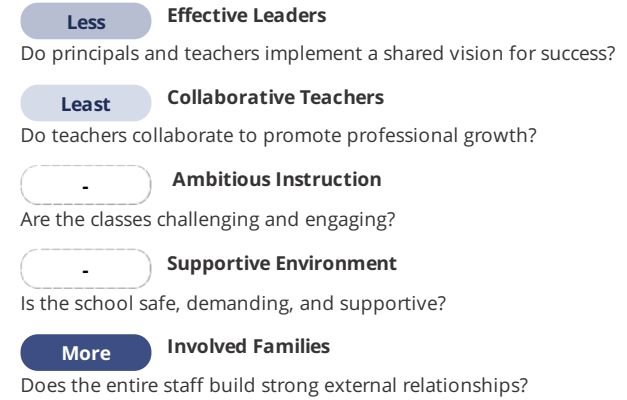 Less Effective Leaders
Do principals and teachers implement a shared vision for success?
Least Collaborative Teachers
Do teachers collaborate to promote professional growth?
- Ambitious Instruction
Are the classes challenging and engaging?
- Supportive Environment
Is the school safe, demanding, and supportive?
More Involved Families
Does the entire staff build strong external relationships?